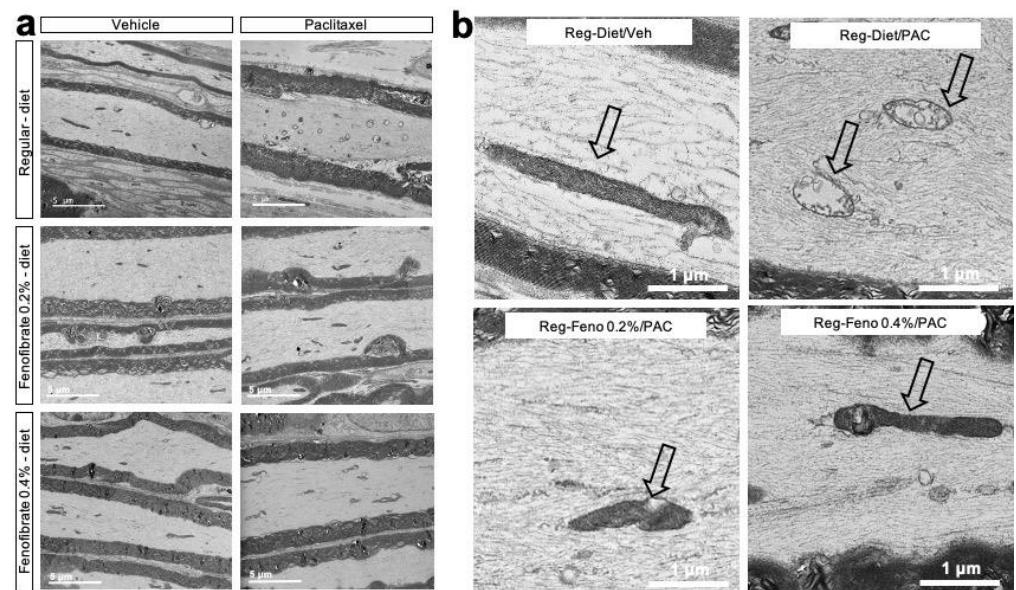 a
Vehicle
Paclitaxel
Regular - diet
5 µm
Fenofibrate 0.2% - diet
5 µm
5 µm
Fenofibrate 0.4% - diet
5 µm
5 µm
b
Reg-Diet/Veh
1 µm
Reg-Diet/PAC
1 µm
Reg-Feno 0.2%/PAC
1 µm
Reg-Feno 0.4%/PAC
1 µm